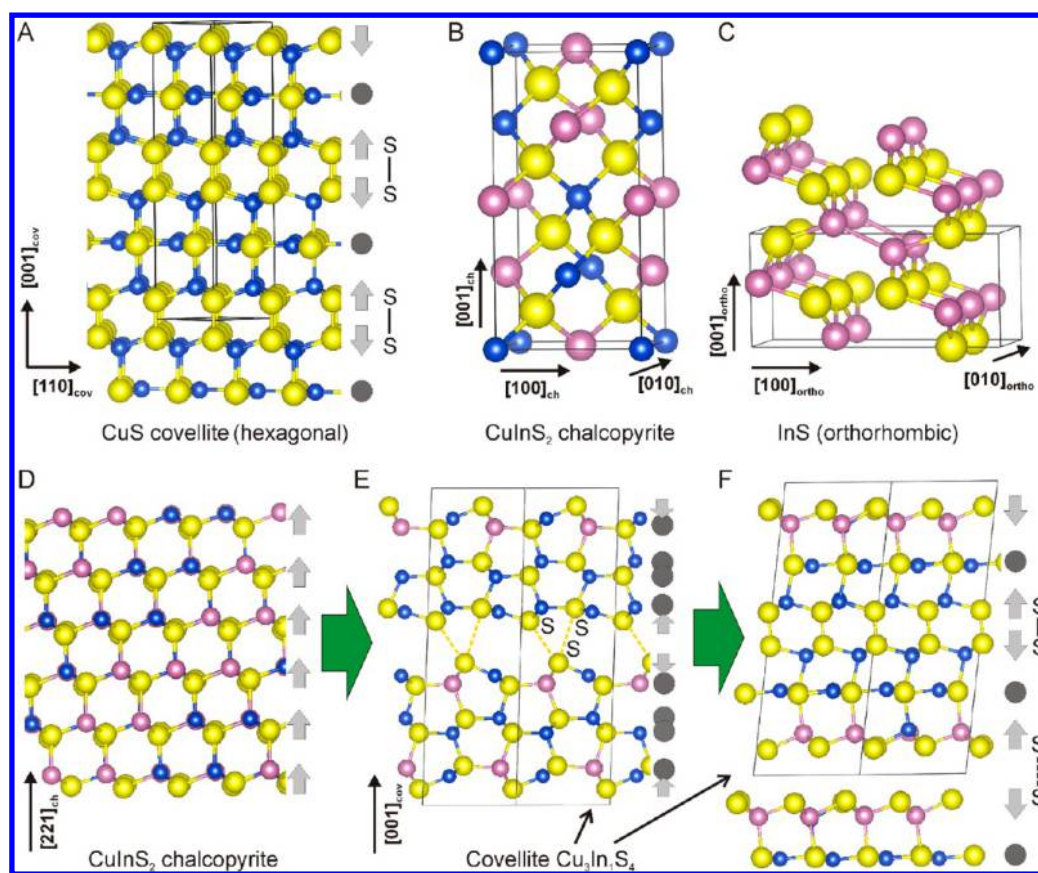 A
B
C
S
S
S
S
[001]cov
[110]cov
[001]ch
[100]ch
[010]ch
[001]ortho
[100]ortho
[010]ortho
CuS covellite (hexagonal)
CuInS₂ chalcopyrite
InS (orthorhombic)
D
E
F
S
S
S
S
S
S
S
[221]ch
[001]cov
CuInS₂ chalcopyrite
Covellite Cu₃In₁S₄